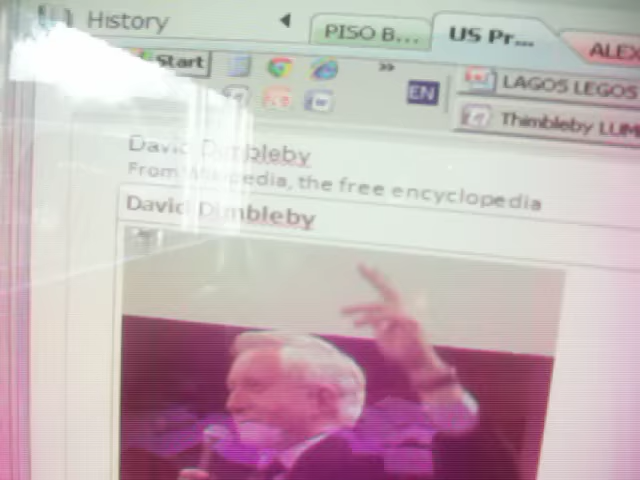 History
PISO B...
US Pr...
ALEX
Start
»
EN
LAGOS LEGOS
Thimbleby LUM
David Dimbleby
From Wikipedia, the free encyclopedia
David Dimbleby